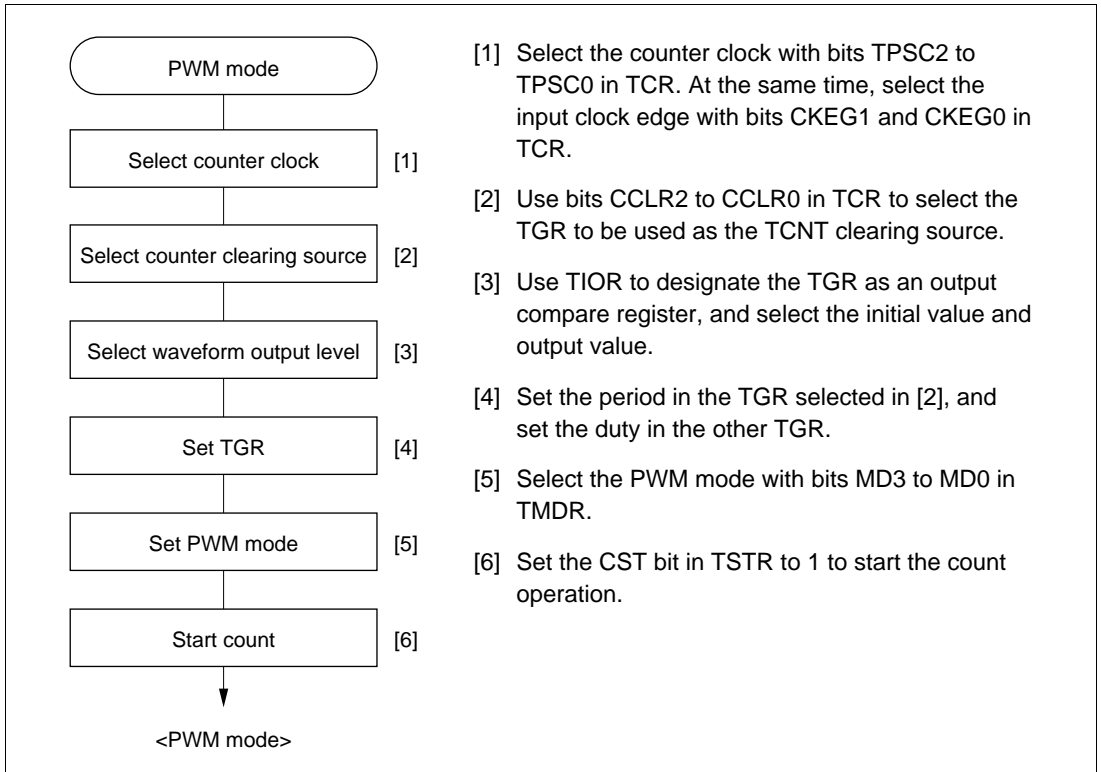 PWM mode
Select counter clock [1]
Select counter clearing source [2]
Select waveform output level [3]
Set TGR [4]
Set PWM mode [5]
Start count [6]
<PWM mode>
[1] Select the counter clock with bits TPSC2 to
TPSC0 in TCR. At the same time, select the
input clock edge with bits CKEG1 and CKEG0 in
TCR.
[2] Use bits CCLR2 to CCLR0 in TCR to select the
TGR to be used as the TCNT clearing source.
[3] Use TIOR to designate the TGR as an output
compare register, and select the initial value and
output value.
[4] Set the period in the TGR selected in [2], and
set the duty in the other TGR.
[5] Select the PWM mode with bits MD3 to MD0 in
TMDR.
[6] Set the CST bit in TSTR to 1 to start the count
operation.